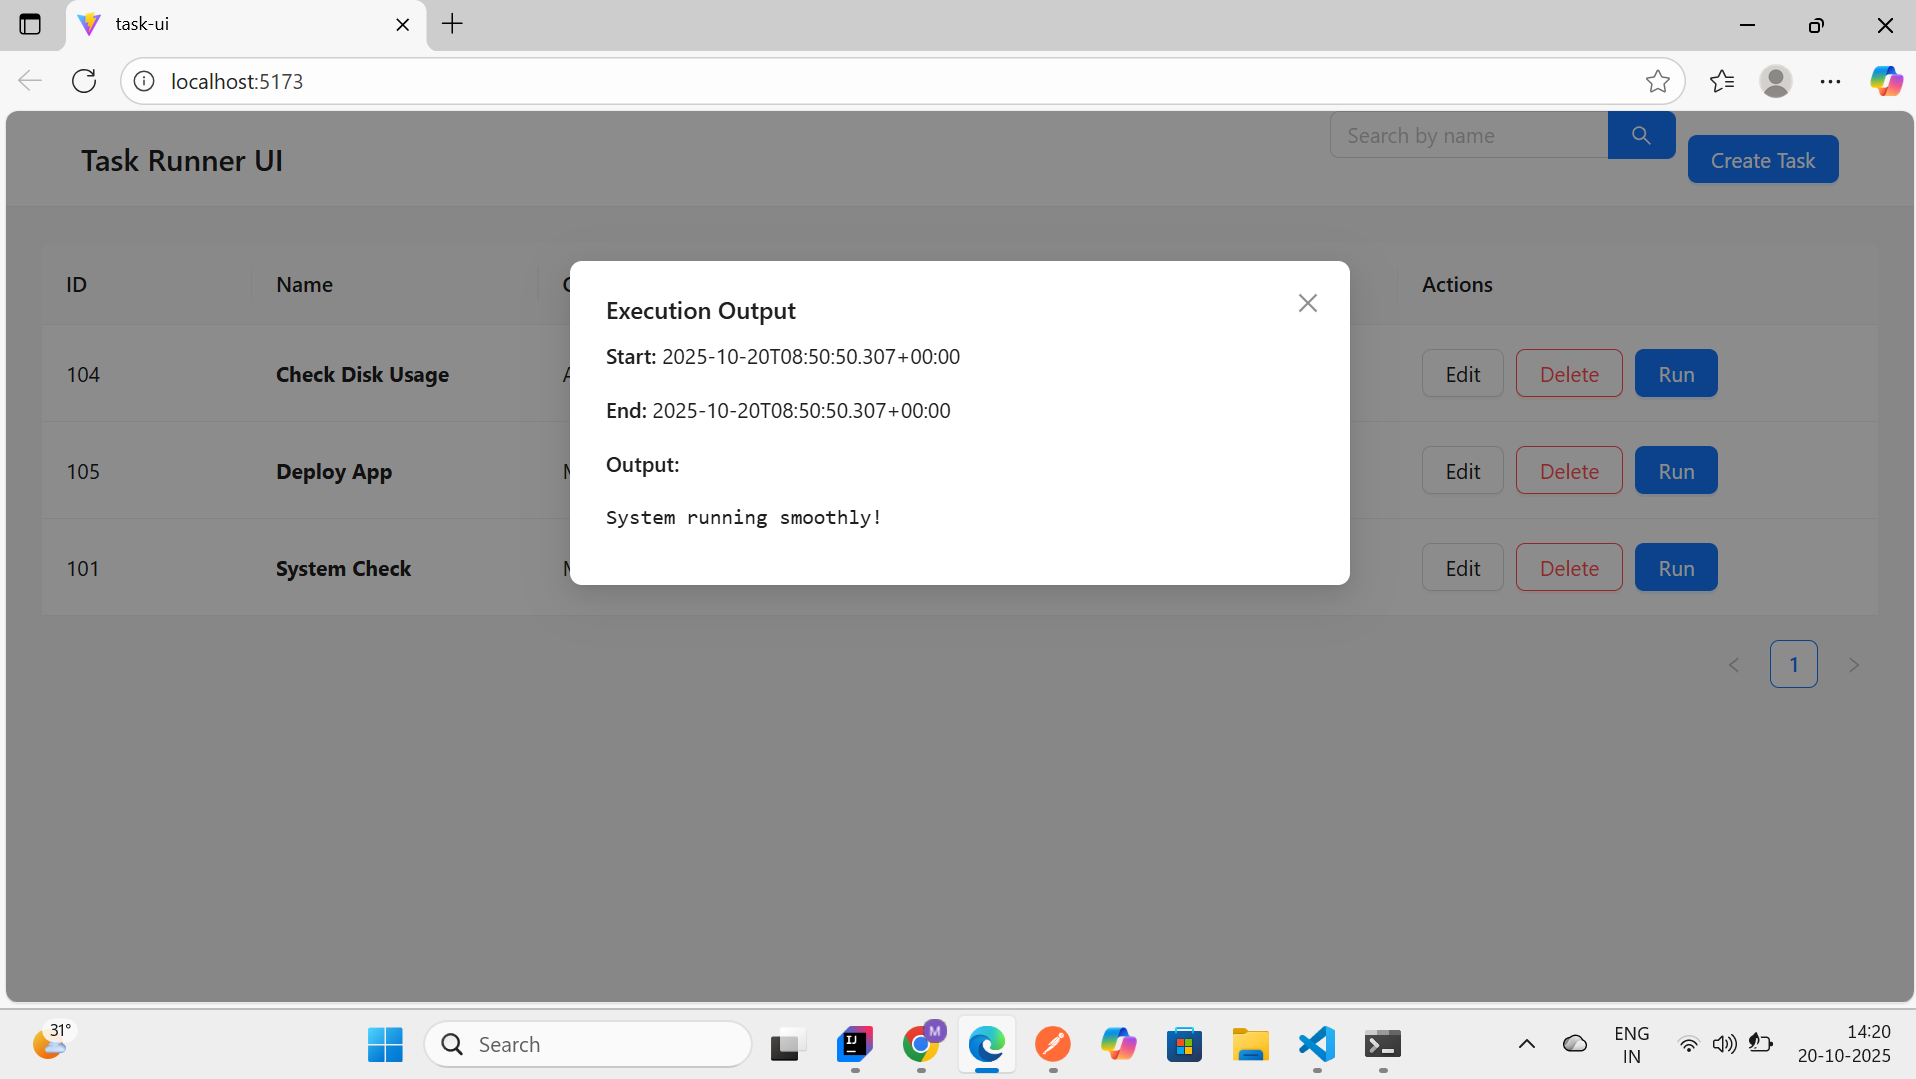 task-ui
localhost:5173
Task Runner UI
Search by name
Create Task
ID Name Actions
Execution Output
Start: 2025-10-20T08:50:50.307+00:00
End: 2025-10-20T08:50:50.307+00:00
Output:
System running smoothly!
104 Check Disk Usage Edit Delete Run
105 Deploy App Edit Delete Run
101 System Check Edit Delete Run
1
31°
Search
IJ
M
ENG
IN
14:20
20-10-2025